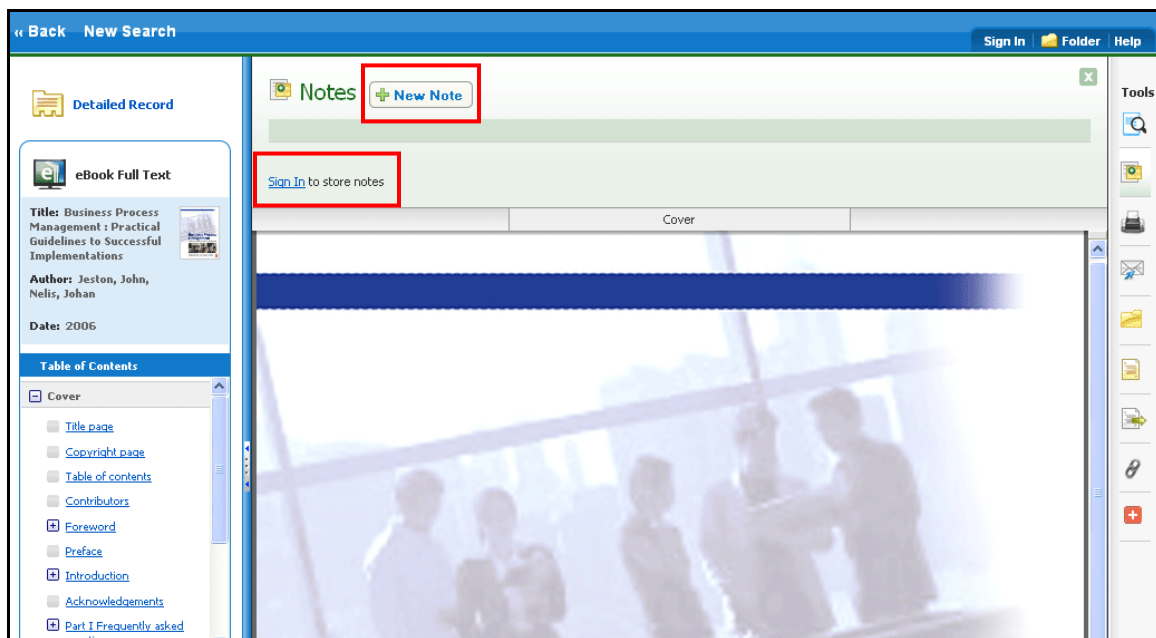 ‹‹ Back New Search
Sign In Folder Help
Detailed Record
eBook Full Text
Title: Business Process
Management : Practical
Guidelines to Successful
Implementations
Author: Jeston, John,
Nelis, Johan
Date: 2006
Table of Contents
Cover
Title page
Copyright page
Table of contents
Contributors
Foreword
Preface
Introduction
Acknowledgements
Part I Frequently asked
Notes
New Note
Sign In to store notes
Cover
Tools